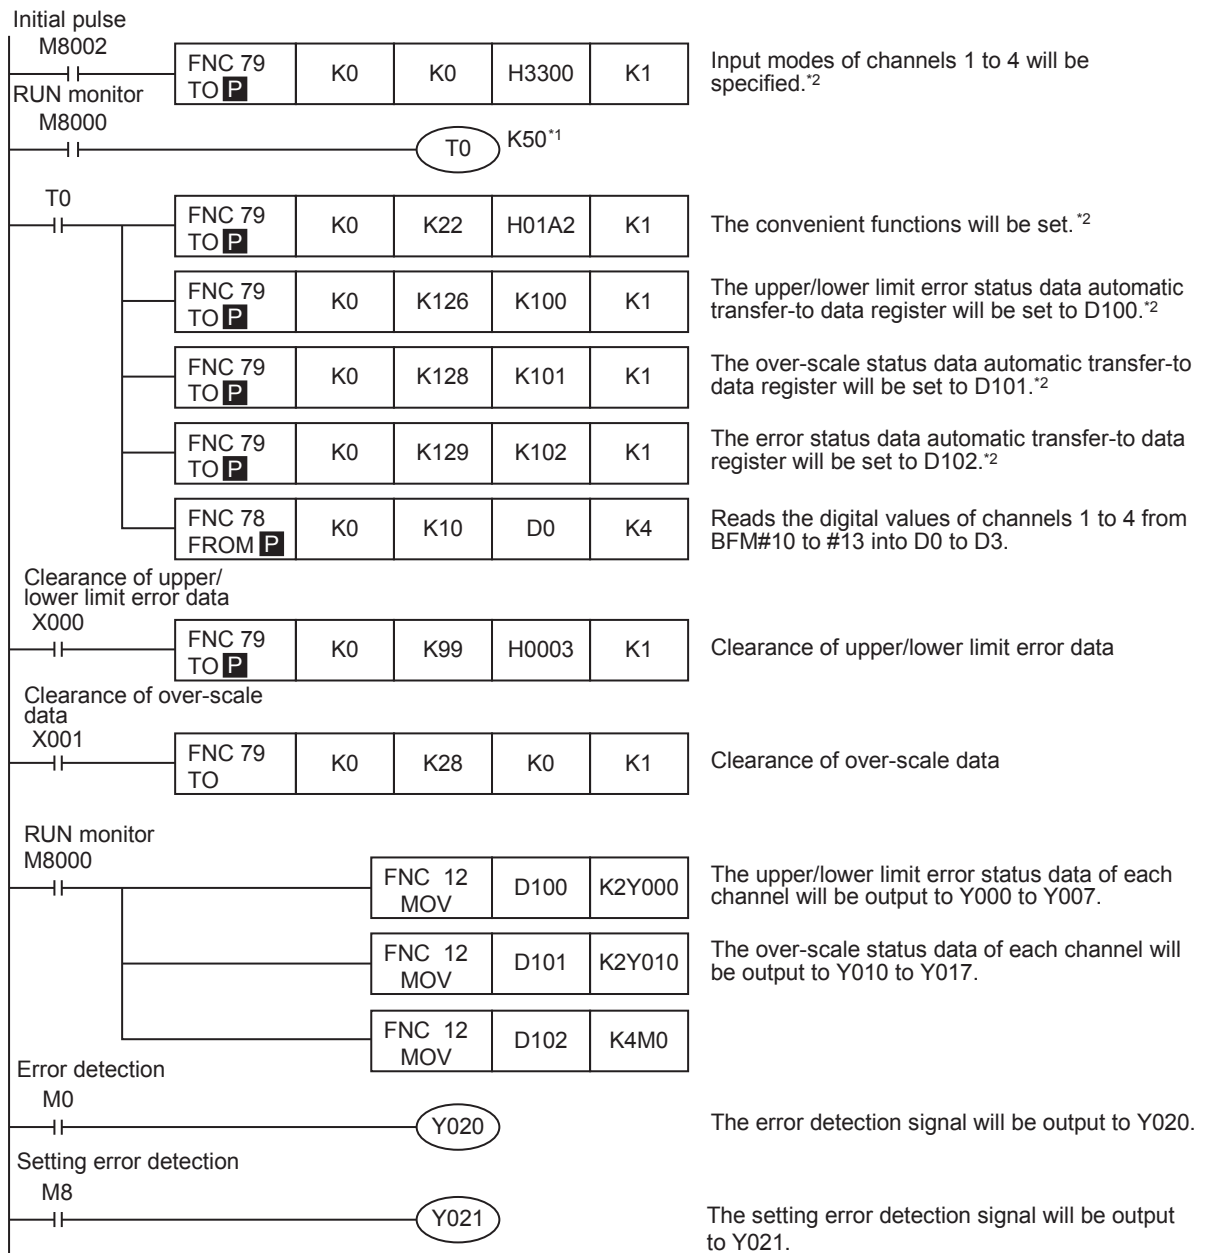 Initial pulse
M8002
FNC 79
TO P
K0
K0
H3300
K1
Input modes of channels 1 to 4 will be
specified.*2
RUN monitor
M8000
T0
K50*1
T0
FNC 79
TO P
K0
K22
H01A2
K1
The convenient functions will be set.*2
FNC 79
TO P
K0
K126
K100
K1
The upper/lower limit error status data automatic
transfer-to data register will be set to D100.*2
FNC 79
TO P
K0
K128
K101
K1
The over-scale status data automatic transfer-to
data register will be set to D101.*2
FNC 79
TO P
K0
K129
K102
K1
The error status data automatic transfer-to data
register will be set to D102.*2
FNC 78
FROM P
K0
K10
D0
K4
Reads the digital values of channels 1 to 4 from
BFM#10 to #13 into D0 to D3.
Clearance of upper/
lower limit error data
X000
FNC 79
TO P
K0
K99
H0003
K1
Clearance of upper/lower limit error data
Clearance of over-scale
data
X001
FNC 79
TO
K0
K28
K0
K1
Clearance of over-scale data
RUN monitor
M8000
FNC 12
MOV
D100
K2Y000
The upper/lower limit error status data of each
channel will be output to Y000 to Y007.
FNC 12
MOV
D101
K2Y010
The over-scale status data of each channel will
be output to Y010 to Y017.
FNC 12
MOV
D102
K4M0
Error detection
M0
Y020
The error detection signal will be output to Y020.
Setting error detection
M8
Y021
The setting error detection signal will be output
to Y021.